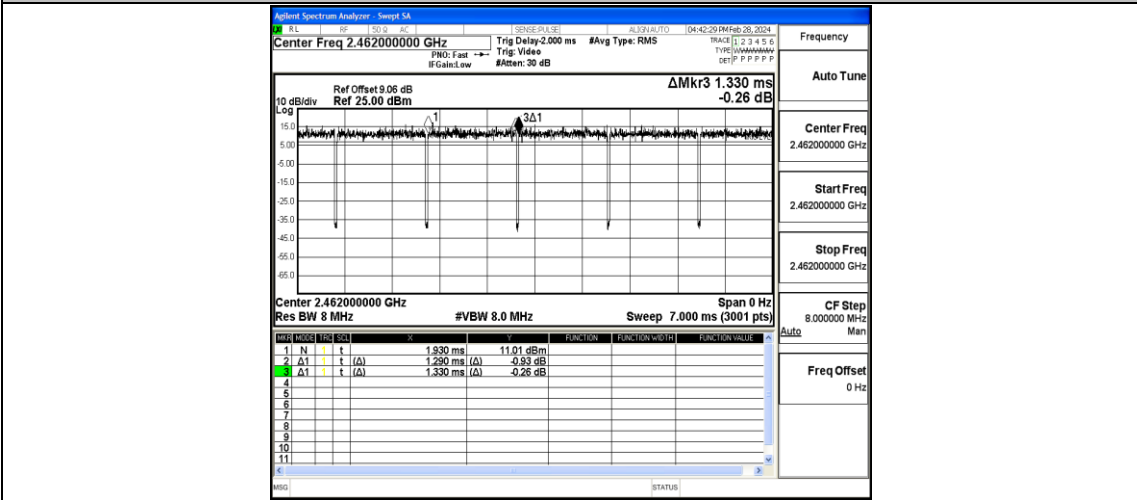 Agilent Spectrum Analyzer - Swept SA
RL RF 50 Ω AC SENSE:PULSE ALIGN AUTO 04:42:29 PM Feb 28, 2024
Center Freq 2.462000000 GHz
PNO: Fast
IFGain:Low
Trig Delay-2.000 ms
Trig: Video
#Atten: 30 dB
#Avg Type: RMS
TRACE 1 2 3 4 5 6
TYPE
DET P P P P P P
ΔMkr3 1.330 ms
-0.26 dB
Ref Offset 9.06 dB
10 dB/div Ref 25.00 dBm
Log
15.0
5.00
-5.00
-15.0
-25.0
-35.0
-45.0
-55.0
-65.0
1
3Δ1
Center 2.462000000 GHz Span 0 Hz
Res BW 8 MHz #VBW 8.0 MHz Sweep 7.000 ms (3001 pts)
MKR MODE TRC SCL X Y FUNCTION FUNCTION WIDTH FUNCTION VALUE
1 N 1 t 1.930 ms 11.01 dBm
2 Δ1 1 t (Δ) 1.290 ms (Δ) -0.93 dB
3 Δ1 1 t (Δ) 1.330 ms (Δ) -0.26 dB
4
5
6
7
8
9
10
11
MSG STATUS
Frequency
Auto Tune
Center Freq
2.462000000 GHz
Start Freq
2.462000000 GHz
Stop Freq
2.462000000 GHz
CF Step
8.000000 MHz
Auto Man
Freq Offset
0 Hz